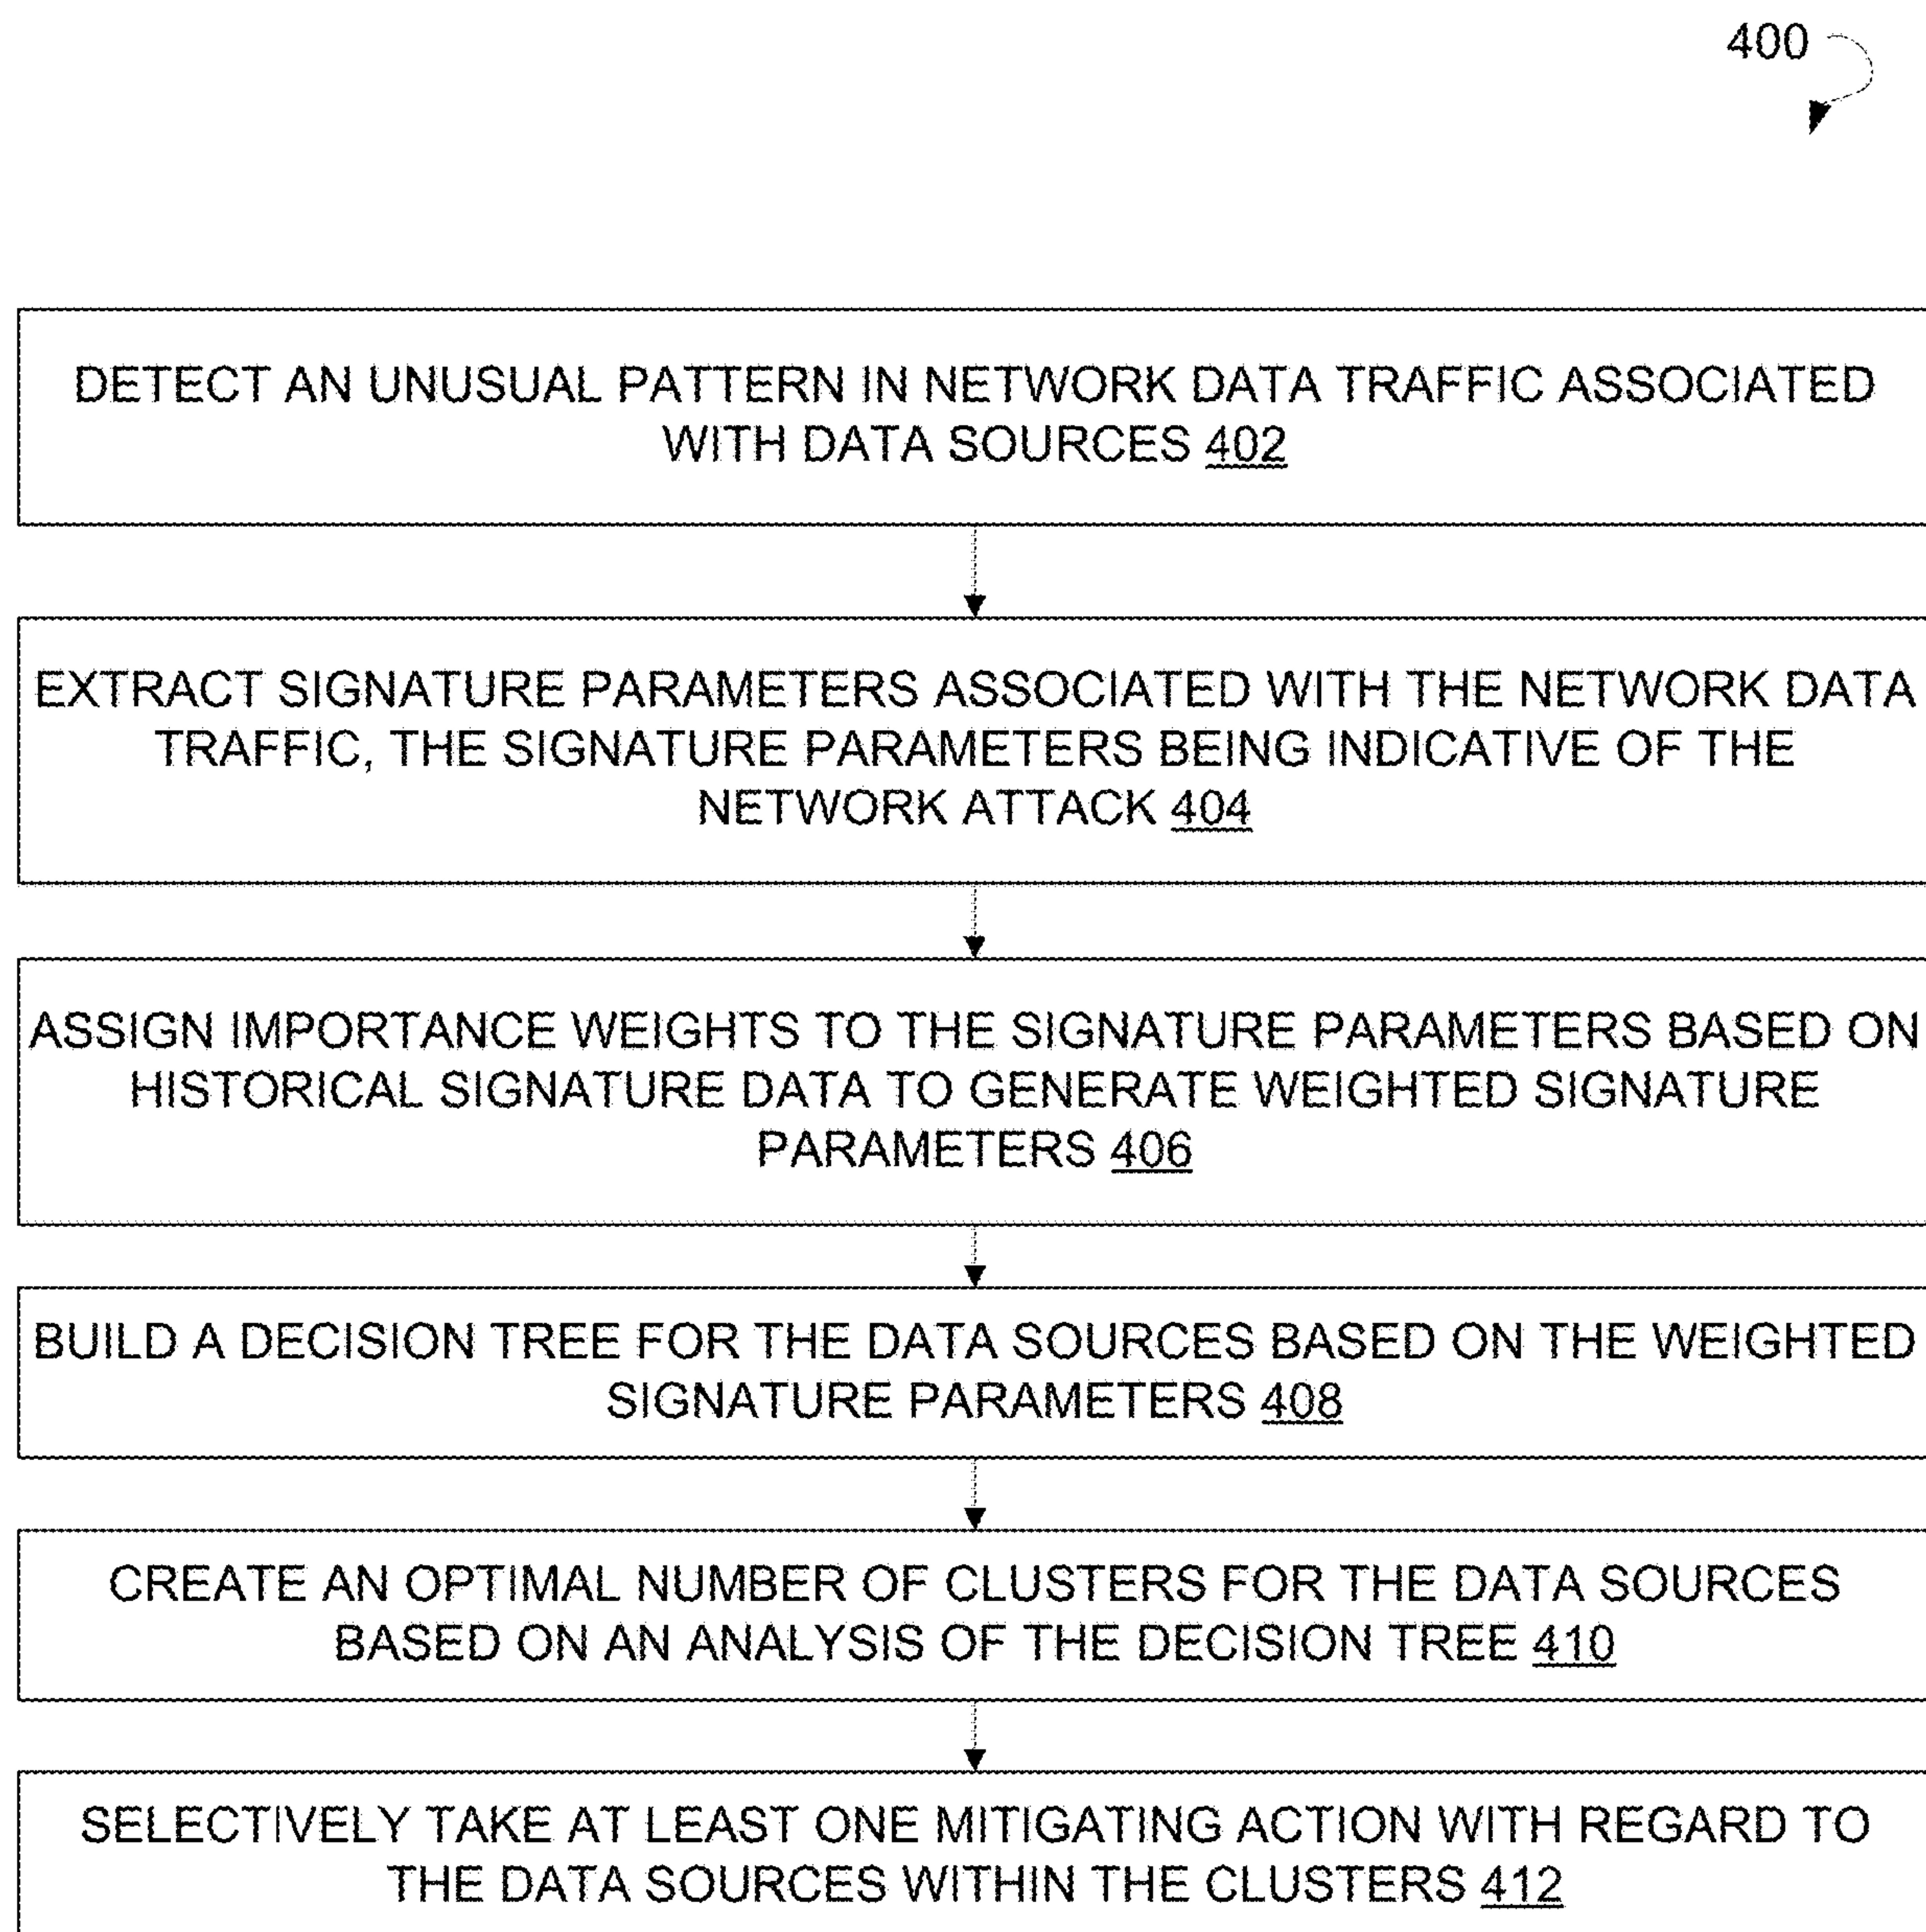 400
DETECT AN UNUSUAL PATTERN IN NETWORK DATA TRAFFIC ASSOCIATED
WITH DATA SOURCES 402
EXTRACT SIGNATURE PARAMETERS ASSOCIATED WITH THE NETWORK DATA
TRAFFIC, THE SIGNATURE PARAMETERS BEING INDICATIVE OF THE
NETWORK ATTACK 404
ASSIGN IMPORTANCE WEIGHTS TO THE SIGNATURE PARAMETERS BASED ON
HISTORICAL SIGNATURE DATA TO GENERATE WEIGHTED SIGNATURE
PARAMETERS 406
BUILD A DECISION TREE FOR THE DATA SOURCES BASED ON THE WEIGHTED
SIGNATURE PARAMETERS 408
CREATE AN OPTIMAL NUMBER OF CLUSTERS FOR THE DATA SOURCES
BASED ON AN ANALYSIS OF THE DECISION TREE 410
SELECTIVELY TAKE AT LEAST ONE MITIGATING ACTION WITH REGARD TO
THE DATA SOURCES WITHIN THE CLUSTERS 412